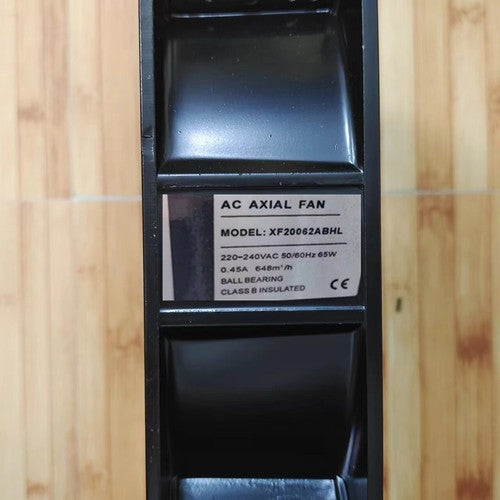 AC AXIAL FAN
MODEL: XF20062ABHL
220-240VAC 50/60Hz 65W
0.45A 648m³/h
BALL BEARING
CLASS B INSULATED CE